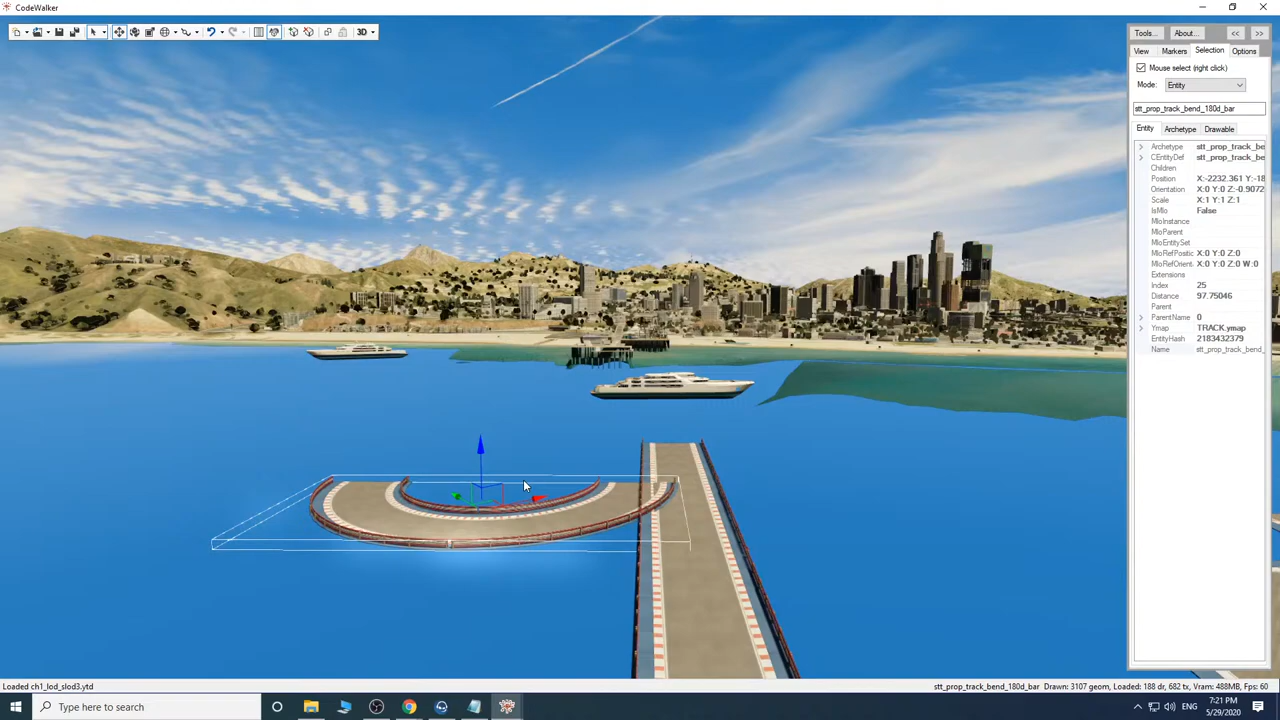 CodeWalker
3D
Tools... About... << >>
View Markers Selection Options
Mouse select (right click)
Mode: Entity
stt_prop_track_bend_180d_bar
Entity Archetype Drawable
Archetype stt_prop_track_be
CEntityDef stt_prop_track_be
Children
Position X:-2232.361 Y:-18
Orientation X:0 Y:0 Z:-0.9072
Scale X:1 Y:1 Z:1
IsMlo False
MloInstance
MloParent
MloEntitySet
MloRefPositi X:0 Y:0 Z:0
MloRefOrient X:0 Y:0 Z:0 W:0
Extensions
Index 25
Distance 97.75046
Parent
ParentName 0
Ymap TRACK.ymap
EntityHash 2183432379
Name stt_prop_track_bend_
Loaded ch1_lod_slod3.ytd
stt_prop_track_bend_180d_bar Drawn: 3107 geom, Loaded: 188 dr, 682 tx, Vram: 488MB, Fps: 60
Type here to search
ENG
7:21 PM
5/29/2020